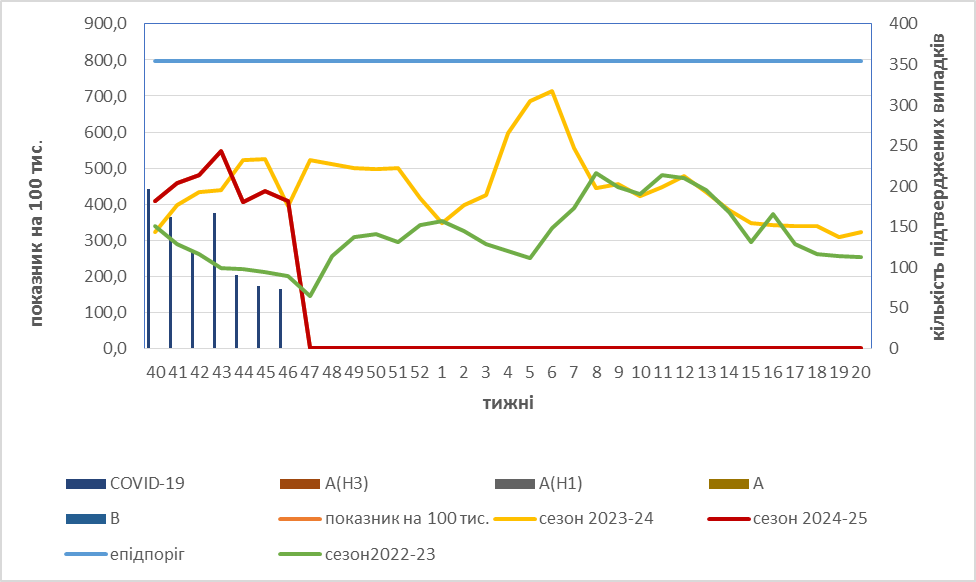 показник на 100 тис.
900,0
800,0
700,0
600,0
500,0
400,0
300,0
200,0
100,0
0,0
400
350
300
250
200
150
100
50
0
кількість підтверджених випадків
40 41 42 43 44 45 46 47 48 49 50 51 52 1 2 3 4 5 6 7 8 9 10 11 12 13 14 15 16 17 18 19 20
тижні
COVID-19 A(H3) A(H1) A
B показник на 100 тис. сезон 2023-24 сезон 2024-25
епідпоріг сезон2022-23